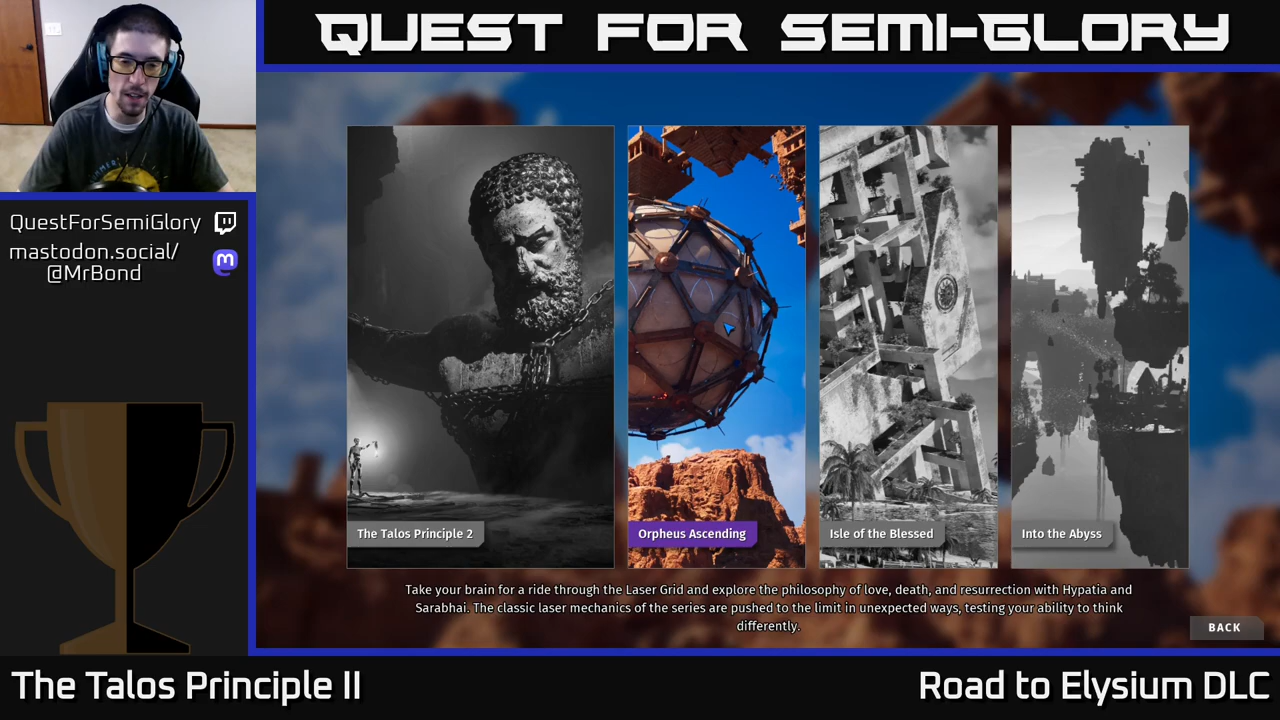 QUEST FOR SEMI-GLORY
QuestForSemiGlory
mastodon.social/
@MrBond
The Talos Principle 2
Orpheus Ascending
Isle of the Blessed
Into the Abyss
Take your brain for a ride through the Laser Grid and explore the philosophy of love, death, and resurrection with Hypatia and
Sarabhai. The classic laser mechanics of the series are pushed to the limit in unexpected ways, testing your ability to think
differently.
BACK
The Talos Principle II
Road to Elysium DLC